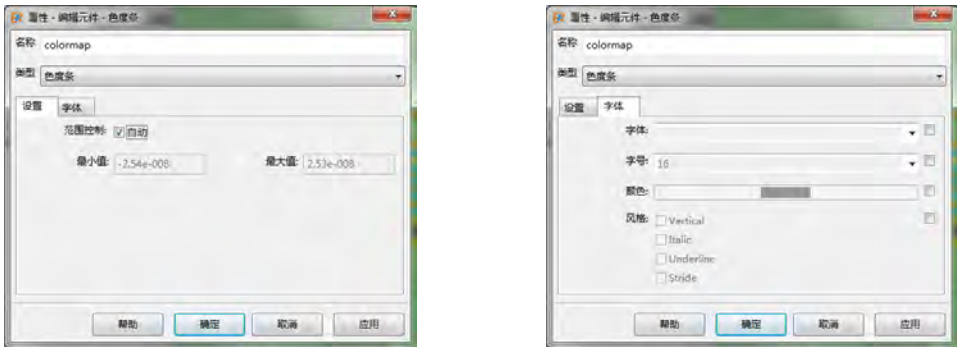 属性 - 编辑元件 - 色度条
名称 colormap
类型 色度条
设置 字体
范围控制: 自动
最小值: -2.54e-008 最大值: 2.53e-008
帮助 确定 取消 应用
属性 - 编辑元件 - 色度条
名称 colormap
类型 色度条
设置 字体
字体:
字号: 16
颜色:
风格: Vertical
Italic
Underline
Stride
帮助 确定 取消 应用